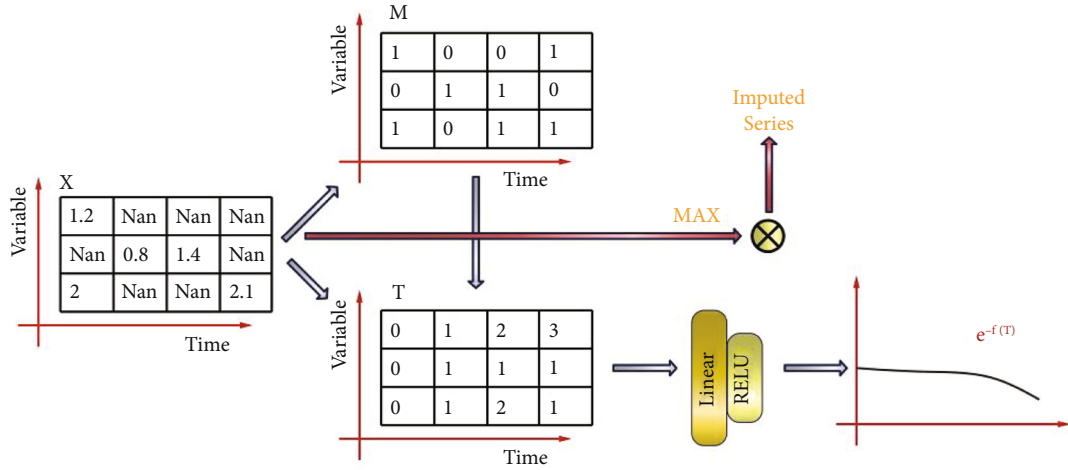 M
Variable
1 0 0 1
0 1 1 0
1 0 1 1
Time
Imputed
Series
X
Variable
1.2 Nan Nan Nan
Nan 0.8 1.4 Nan
2 Nan Nan 2.1
Time
MAX
T
Variable
0 1 2 3
0 1 1 1
0 1 2 1
Time
Linear
RELU
e-f (T)